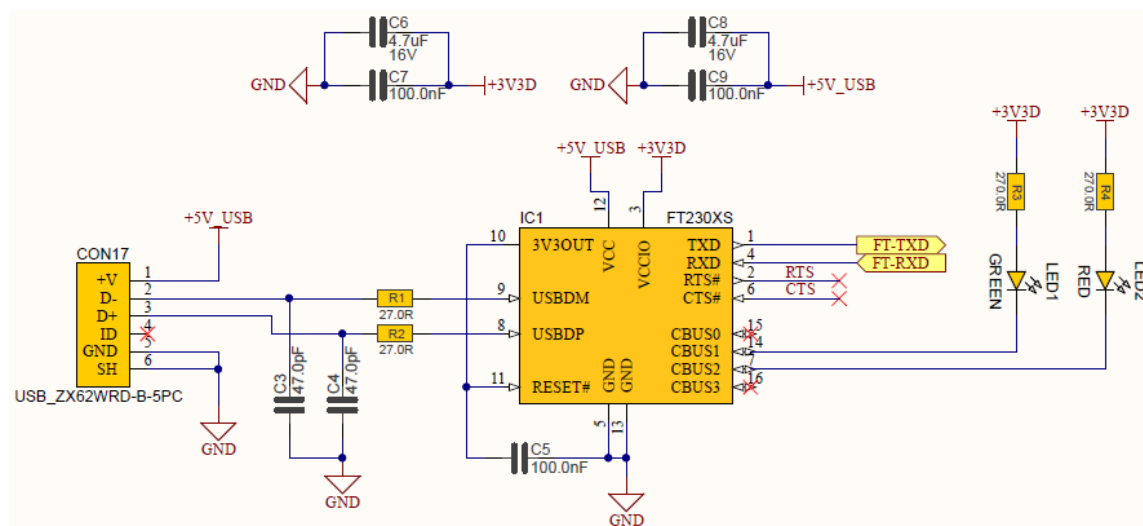 C6
4.7uF
16V
GND
C7
+3V3D
100.0nF
C8
4.7uF
16V
GND
C9
+5V_USB
100.0nF
+3V3D
+3V3D
R3
270.0R
R4
270.0R
GREEN
LED1
RED
LED2
+5V_USB
+3V3D
12
3
IC1
FT230XS
VCC
VCCIO
10
3V3OUT
9
USBDM
8
USBDP
11
RESET#
GND
GND
5
13
TXD
1
FT-TXD
RXD
4
FT-RXD
RTS#
2
RTS
CTS#
6
CTS
CBUS0
15
CBUS1
14
CBUS2
7
CBUS3
16
+5V_USB
CON17
+V
1
D-
2
D+
3
ID
4
GND
5
SH
6
USB_ZX62WRD-B-5PC
GND
R1
27.0R
R2
27.0R
C3
47.0pF
C4
47.0pF
GND
C5
100.0nF
GND